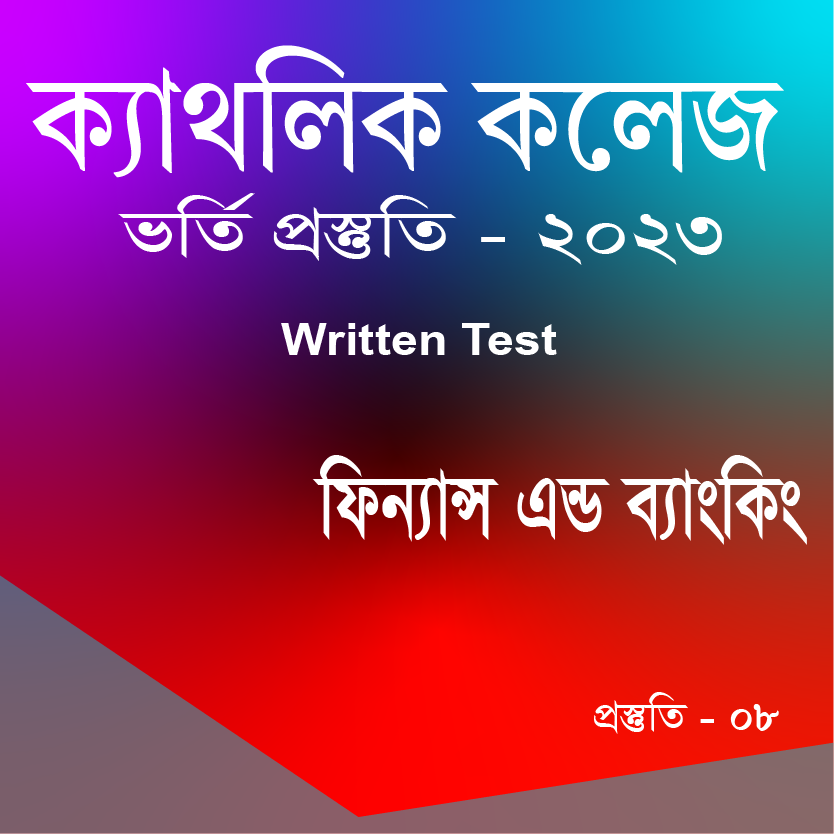 ক্যাথলিক কলেজ
ভর্তি প্রস্তুতি - ২০২৩
Written Test
ফিন্যান্স এন্ড ব্যাংকিং
প্রস্তুতি - ০৮